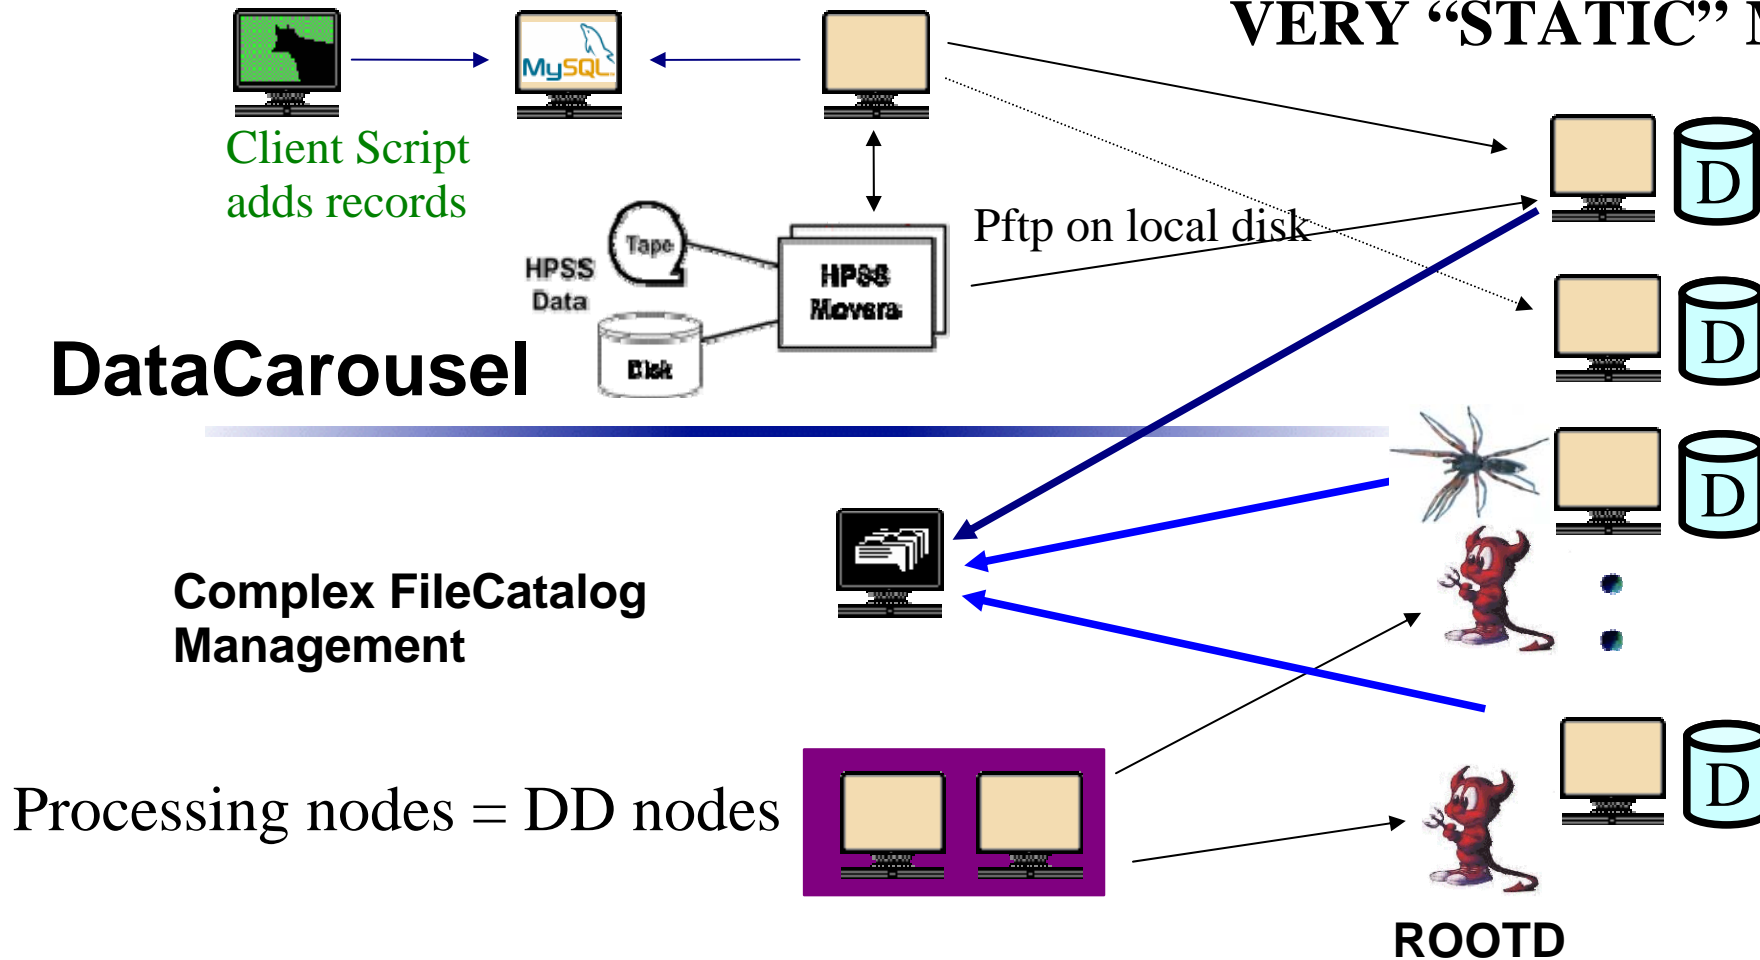 VERY “STATIC”
MySQL
Client Script
adds records
Tape
HPSS
Data
HPSS
Movers
Disk
Pftp on local disk
D
D
DataCarousel
D
Complex FileCatalog
Management
Processing nodes = DD nodes
D
ROOTD